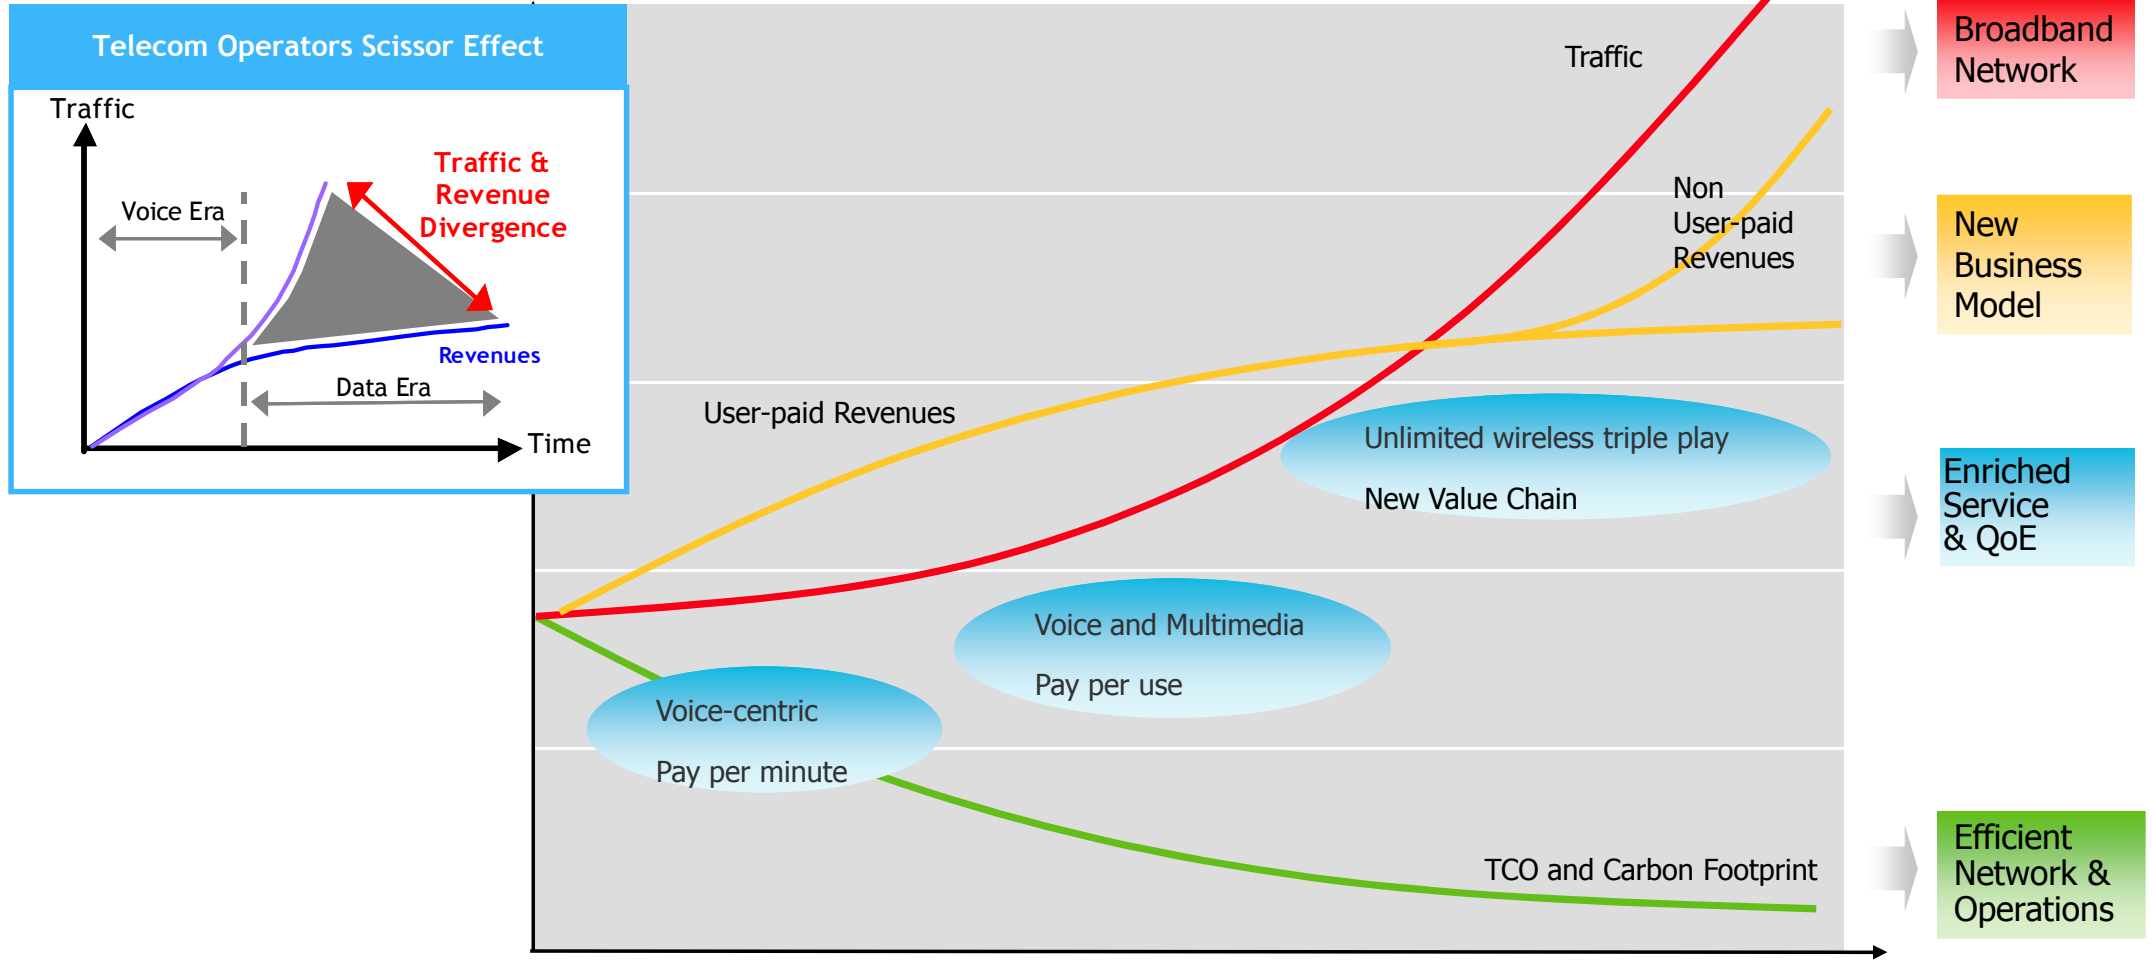 Telecom Operators Scissor Effect
Traffic
Traffic &
Revenue
Divergence
Voice Era
Revenues
Data Era
Time
Traffic
Non
User-paid
Revenues
User-paid Revenues
Unlimited wireless triple play
New Value Chain
Voice and Multimedia
Pay per use
Voice-centric
Pay per minute
TCO and Carbon Footprint
Broadband
Network
New
Business
Model
Enriched
Service
& QoE
Efficient
Network &
Operations